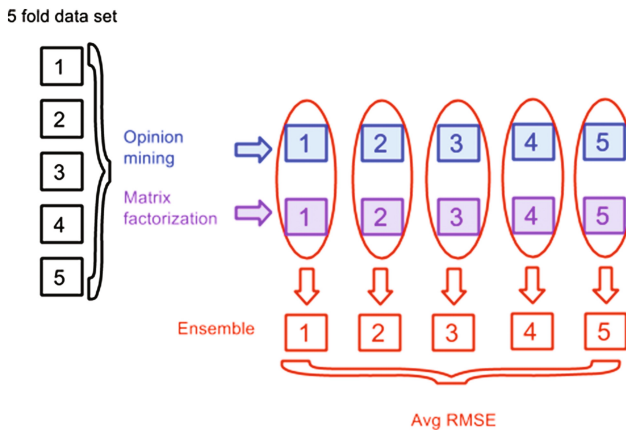 5 fold data set
1
2
3
4
5
Opinion
mining
1 2 3 4 5
Matrix
factorization
1 2 3 4 5
Ensemble
1 2 3 4 5
Avg RMSE